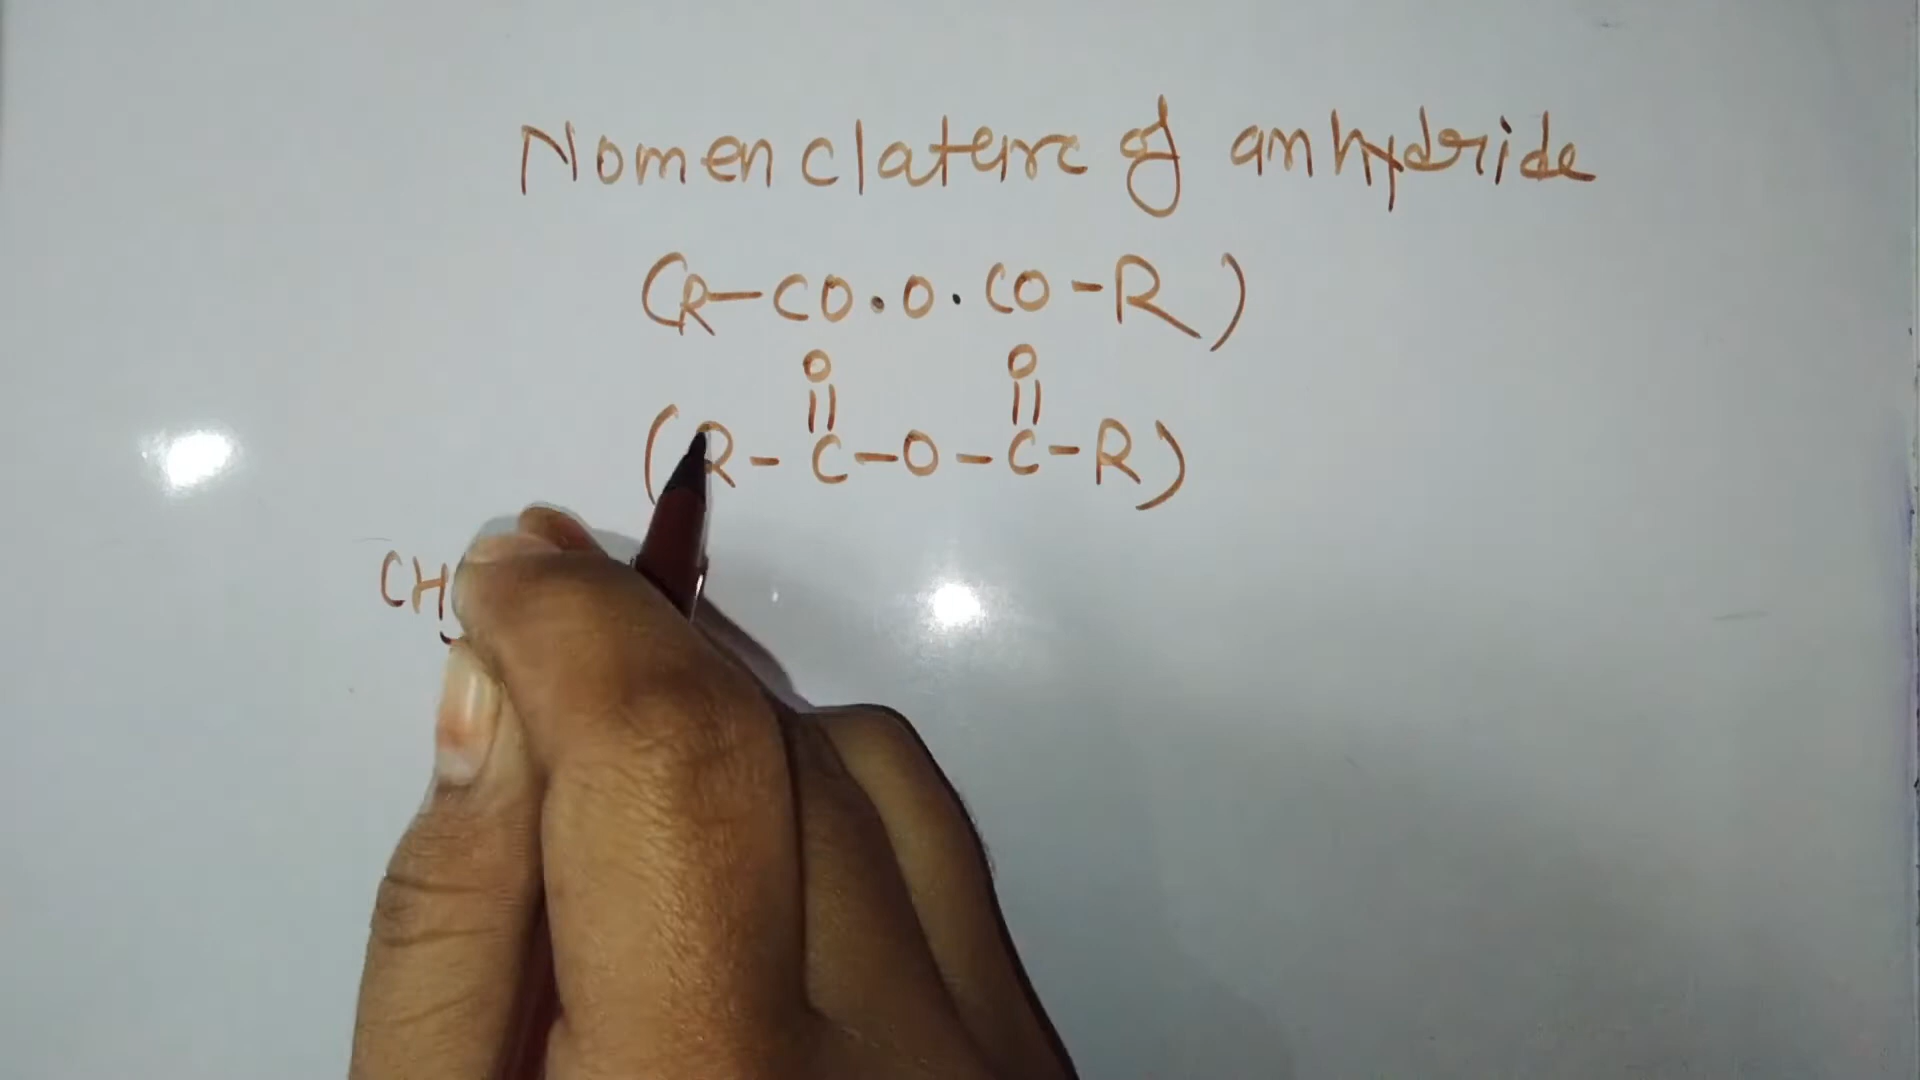 Nomenclature of anhydride
(R-CO.O.CO-R)
O O
|| ||
(R-C-O-C-R)
CH